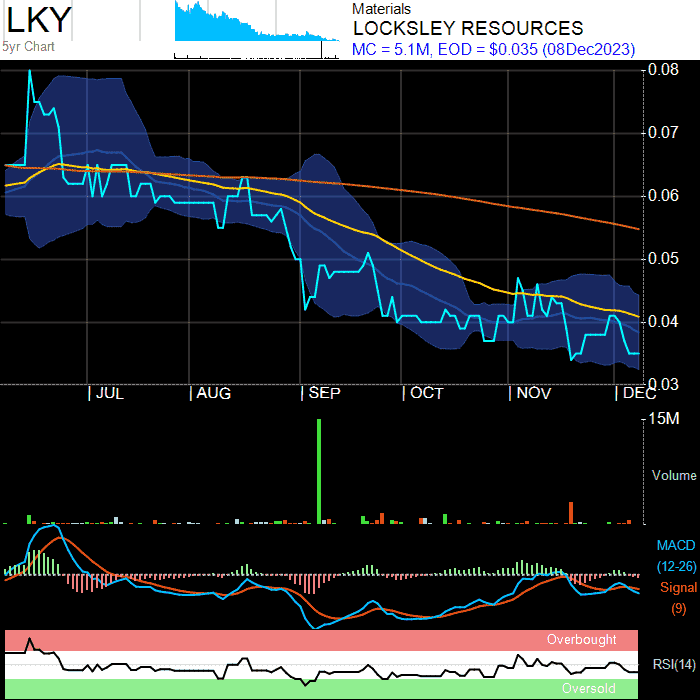 LKY
5yr Chart
Materials
LOCKSLEY RESOURCES
MC = 5.1M, EOD = $0.035 (08Dec2023)
0.08
0.07
0.06
0.05
0.04
0.03
JUL
AUG
SEP
OCT
NOV
DEC
15M
Volume
MACD
(12-26)
Signal
(9)
Overbought
RSI(14)
Oversold